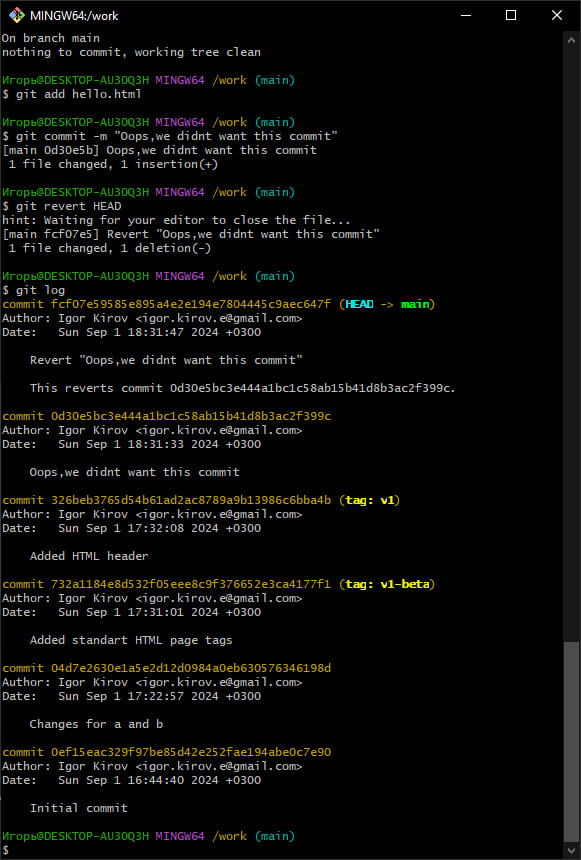 MINGW64:/work
On branch main
nothing to commit, working tree clean
Игорь@DESKTOP-AU3OQ3H MINGW64 /work (main)
$ git add hello.html
Игорь@DESKTOP-AU3OQ3H MINGW64 /work (main)
$ git commit -m "Oops,we didnt want this commit"
[main 0d30e5b] Oops,we didnt want this commit
 1 file changed, 1 insertion(+)
Игорь@DESKTOP-AU3OQ3H MINGW64 /work (main)
$ git revert HEAD
hint: Waiting for your editor to close the file...
[main fcf07e5] Revert "Oops,we didnt want this commit"
 1 file changed, 1 deletion(-)
Игорь@DESKTOP-AU3OQ3H MINGW64 /work (main)
$ git log
commit fcf07e59585e895a4e2e194e7804445c9aec647f (HEAD -> main)
Author: Igor Kirov <igor.kirov.e@gmail.com>
Date:   Sun Sep 1 18:31:47 2024 +0300
    Revert "Oops,we didnt want this commit"
    This reverts commit 0d30e5bc3e444a1bc1c58ab15b41d8b3ac2f399c.
commit 0d30e5bc3e444a1bc1c58ab15b41d8b3ac2f399c
Author: Igor Kirov <igor.kirov.e@gmail.com>
Date:   Sun Sep 1 18:31:33 2024 +0300
    Oops,we didnt want this commit
commit 326beb3765d54b61ad2ac8789a9b13986c6bba4b (tag: v1)
Author: Igor Kirov <igor.kirov.e@gmail.com>
Date:   Sun Sep 1 17:32:08 2024 +0300
    Added HTML header
commit 732a1184e8d532f05eee8c9f376652e3ca4177f1 (tag: v1-beta)
Author: Igor Kirov <igor.kirov.e@gmail.com>
Date:   Sun Sep 1 17:31:01 2024 +0300
    Added standart HTML page tags
commit 04d7e2630e1a5e2d12d0984a0eb630576346198d
Author: Igor Kirov <igor.kirov.e@gmail.com>
Date:   Sun Sep 1 17:22:57 2024 +0300
    Changes for a and b
commit 0ef15eac329f97be85d42e252fae194abe0c7e90
Author: Igor Kirov <igor.kirov.e@gmail.com>
Date:   Sun Sep 1 16:44:40 2024 +0300
    Initial commit
Игорь@DESKTOP-AU3OQ3H MINGW64 /work (main)
$